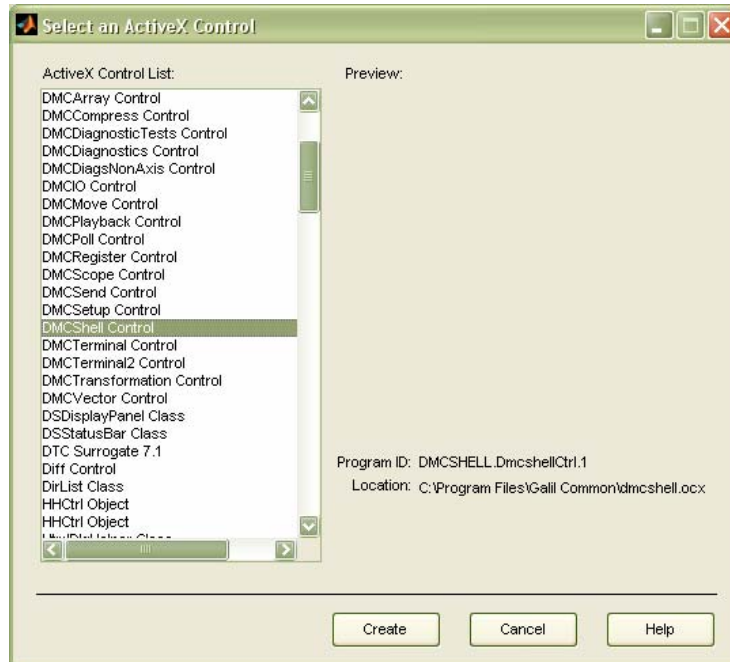 Select an ActiveX Control
ActiveX Control List:
Preview:
DMCArray Control
DMCCompress Control
DMCDiagnosticTests Control
DMCDiagnostics Control
DMCDiagsNonAxis Control
DMCIO Control
DMCMove Control
DMCPlayback Control
DMCPoll Control
DMCRegister Control
DMCScope Control
DMCSend Control
DMCSetup Control
DMCShell Control
DMCTerminal Control
DMCTerminal2 Control
DMCTransformation Control
DMCVector Control
DSDisplayPanel Class
DSStatusBar Class
DTC Surrogate 7.1
Diff Control
DirList Class
HHCtrl Object
HHCtrl Object
Program ID: DMCSHELL.DmcshellCtrl.1
Location: C:\Program Files\Galil Common\dmcshell.ocx
Create
Cancel
Help